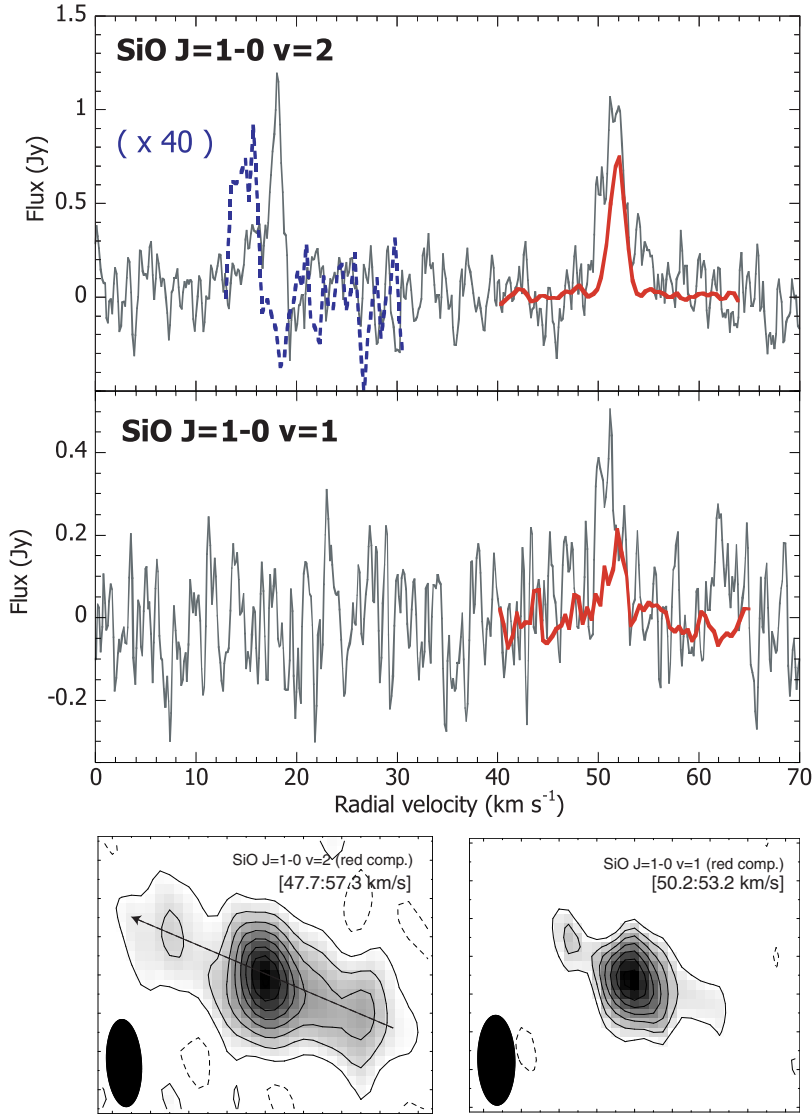 SiO J=1-0 v=2
( x 40 )
Flux (Jy)
1.5
1
0.5
0
SiO J=1-0 v=1
Flux (Jy)
0.4
0.2
0
-0.2
0 10 20 30 40 50 60 70
Radial velocity (km s⁻¹)
SiO J=1-0 v=2 (red comp.)
[47.7:57.3 km/s]
SiO J=1-0 v=1 (red comp.)
[50.2:53.2 km/s]